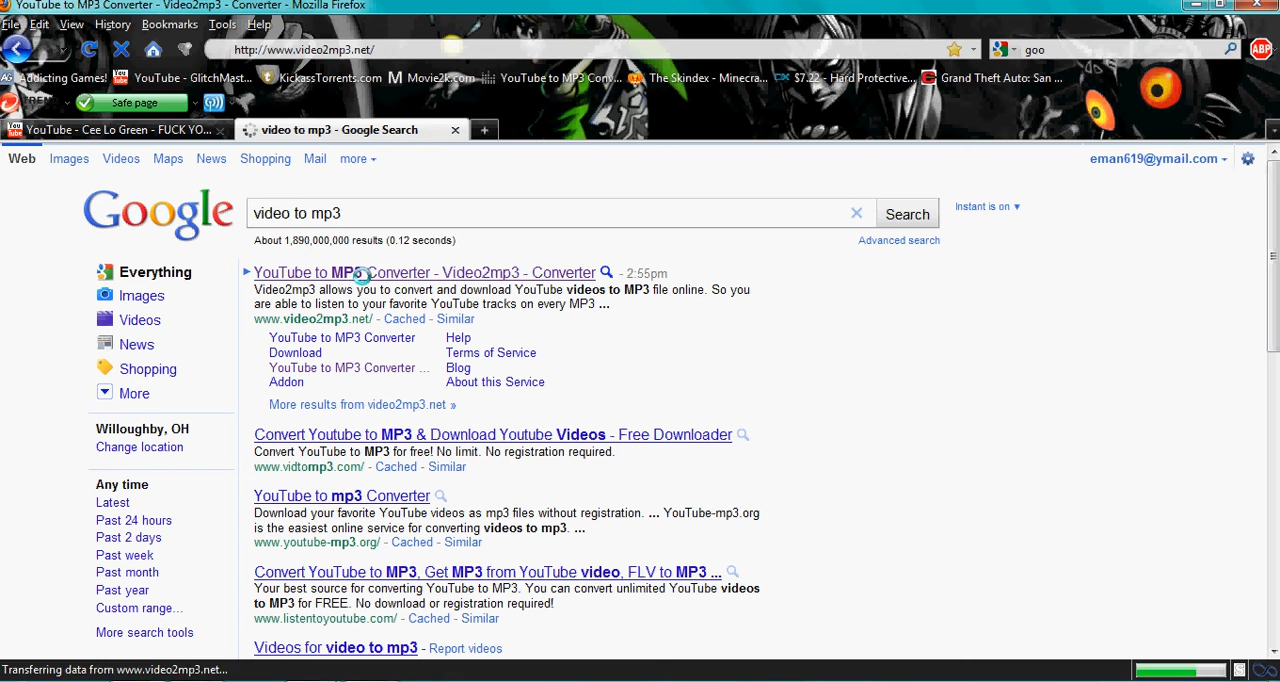 YouTube to MP3 Converter - Video2mp3 - Converter - Mozilla Firefox
File Edit View History Bookmarks Tools Help
http://www.video2mp3.net/ goo ABP
Addicting Games! YouTube - GlitchMast... KickassTorrents.com Movie2k.com YouTube to MP3 Conv... The Skindex - Minecra... $7.22 - Hard Protective... Grand Theft Auto: San ...
Safe page
YouTube - Cee Lo Green - FUCK YO... video to mp3 - Google Search
Web Images Videos Maps News Shopping Mail more eman619@ymail.com
Google video to mp3 Search Instant is on
About 1,890,000,000 results (0.12 seconds) Advanced search
Everything
Images
Videos
News
Shopping
More
Willoughby, OH
Change location
Any time
Latest
Past 24 hours
Past 2 days
Past week
Past month
Past year
Custom range...
More search tools
YouTube to MP3 Converter - Video2mp3 - Converter - 2:55pm
Video2mp3 allows you to convert and download YouTube videos to MP3 file online. So you
are able to listen to your favorite YouTube tracks on every MP3 ...
www.video2mp3.net/ - Cached - Similar
YouTube to MP3 Converter Help
Download Terms of Service
YouTube to MP3 Converter ... Blog
Addon About this Service
More results from video2mp3.net »
Convert Youtube to MP3 & Download Youtube Videos - Free Downloader
Convert YouTube to MP3 for free! No limit. No registration required.
www.vidtomp3.com/ - Cached - Similar
YouTube to mp3 Converter
Download your favorite YouTube videos as mp3 files without registration. ... YouTube-mp3.org
is the easiest online service for converting videos to mp3. ...
www.youtube-mp3.org/ - Cached - Similar
Convert YouTube to MP3, Get MP3 from YouTube video, FLV to MP3 ...
Your best source for converting YouTube to MP3. You can convert unlimited YouTube videos
to MP3 for FREE. No download or registration required!
www.listentoyoutube.com/ - Cached - Similar
Videos for video to mp3 - Report videos
Transferring data from www.video2mp3.net...